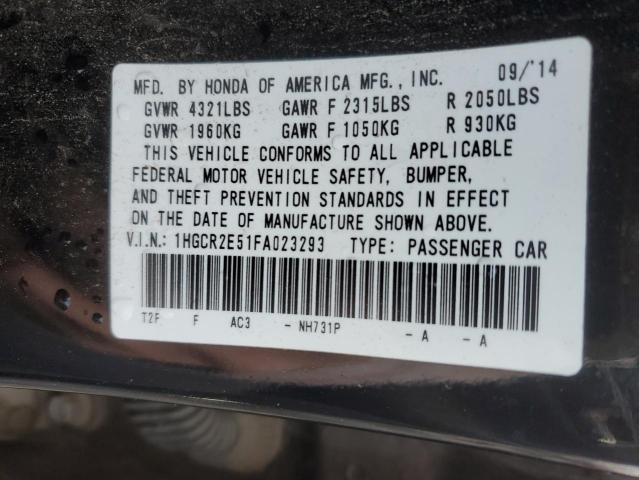 MFD. BY HONDA OF AMERICA MFG., INC. 09/'14
GVWR 4321LBS GAWR F 2315LBS R 2050LBS
GVWR 1960KG GAWR F 1050KG R 930KG
THIS VEHICLE CONFORMS TO ALL APPLICABLE
FEDERAL MOTOR VEHICLE SAFETY, BUMPER,
AND THEFT PREVENTION STANDARDS IN EFFECT
ON THE DATE OF MANUFACTURE SHOWN ABOVE.
V.I.N.: 1HGCR2E51FA023293 TYPE: PASSENGER CAR
T2F F AC3 - NH731P - A - A